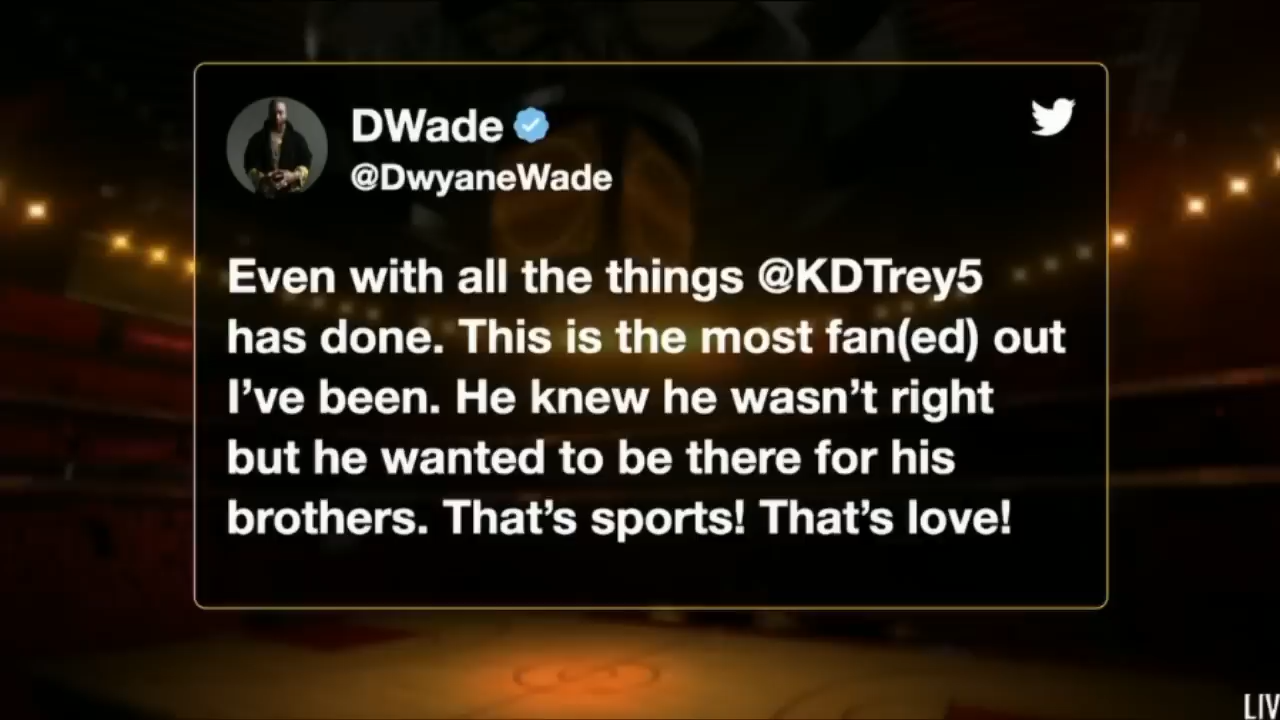 DWade
@DwyaneWade
Even with all the things @KDTrey5
has done. This is the most fan(ed) out
I've been. He knew he wasn't right
but he wanted to be there for his
brothers. That's sports! That's love!
LIV